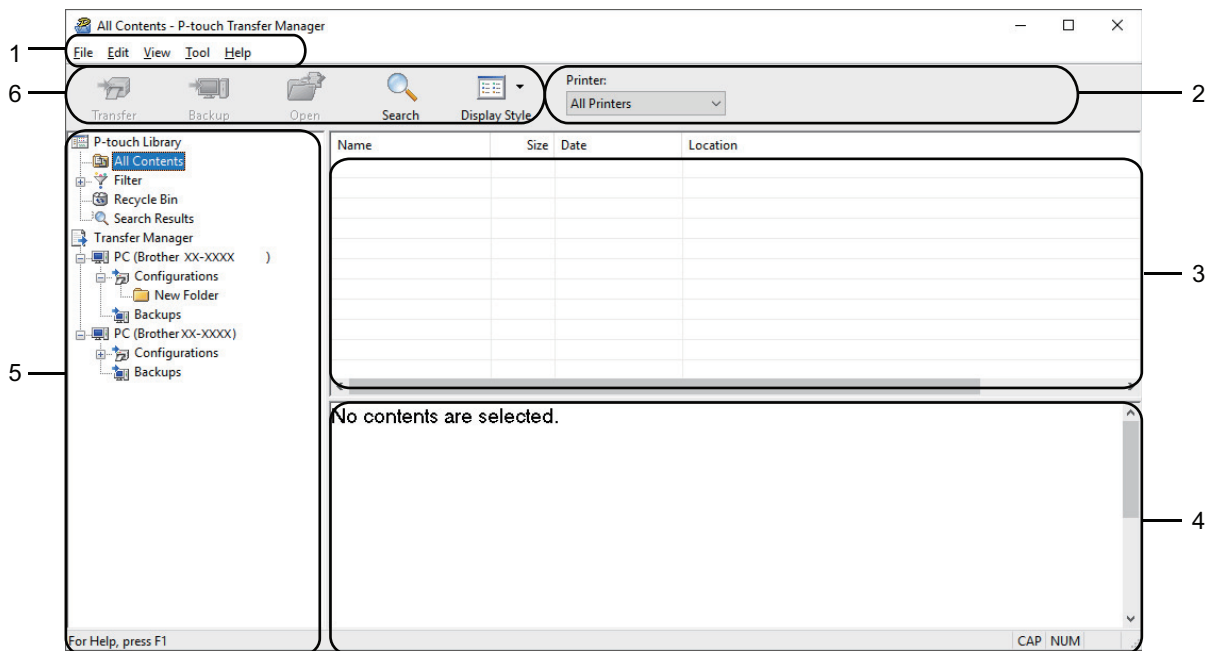 All Contents - P-touch Transfer Manager
1
File Edit View Tool Help
6
Transfer Backup Open Search Display Style
Printer:
All Printers
2
P-touch Library
All Contents
Filter
Recycle Bin
Search Results
Transfer Manager
PC (Brother XX-XXXX )
Configurations
New Folder
Backups
PC (Brother XX-XXXX)
Configurations
Backups
5
Name Size Date Location
3
No contents are selected.
4
For Help, press F1
CAP NUM